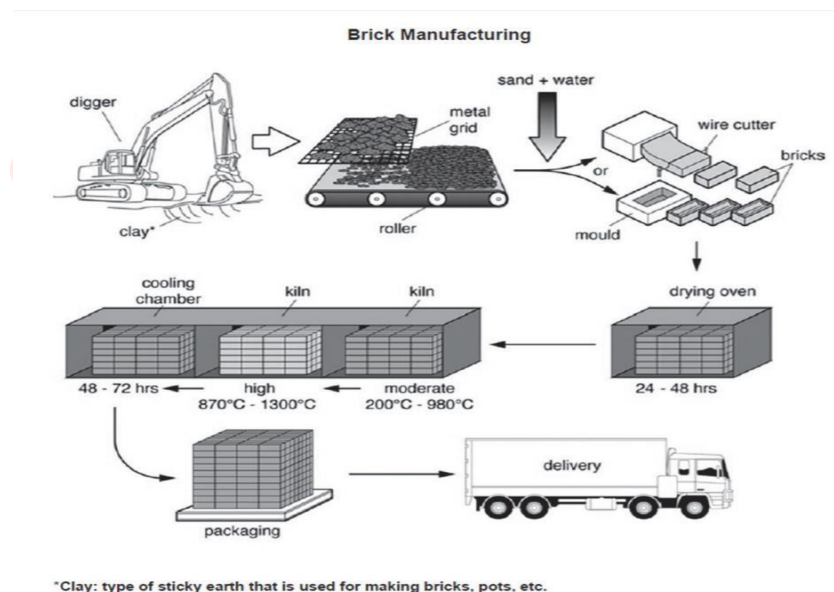 Brick Manufacturing
digger
clay*
metal
grid
roller
sand + water
or
wire cutter
bricks
mould
drying oven
24 - 48 hrs
cooling
chamber
kiln
kiln
48 - 72 hrs
high
870°C - 1300°C
moderate
200°C - 980°C
packaging
delivery
*Clay: type of sticky earth that is used for making bricks, pots, etc.